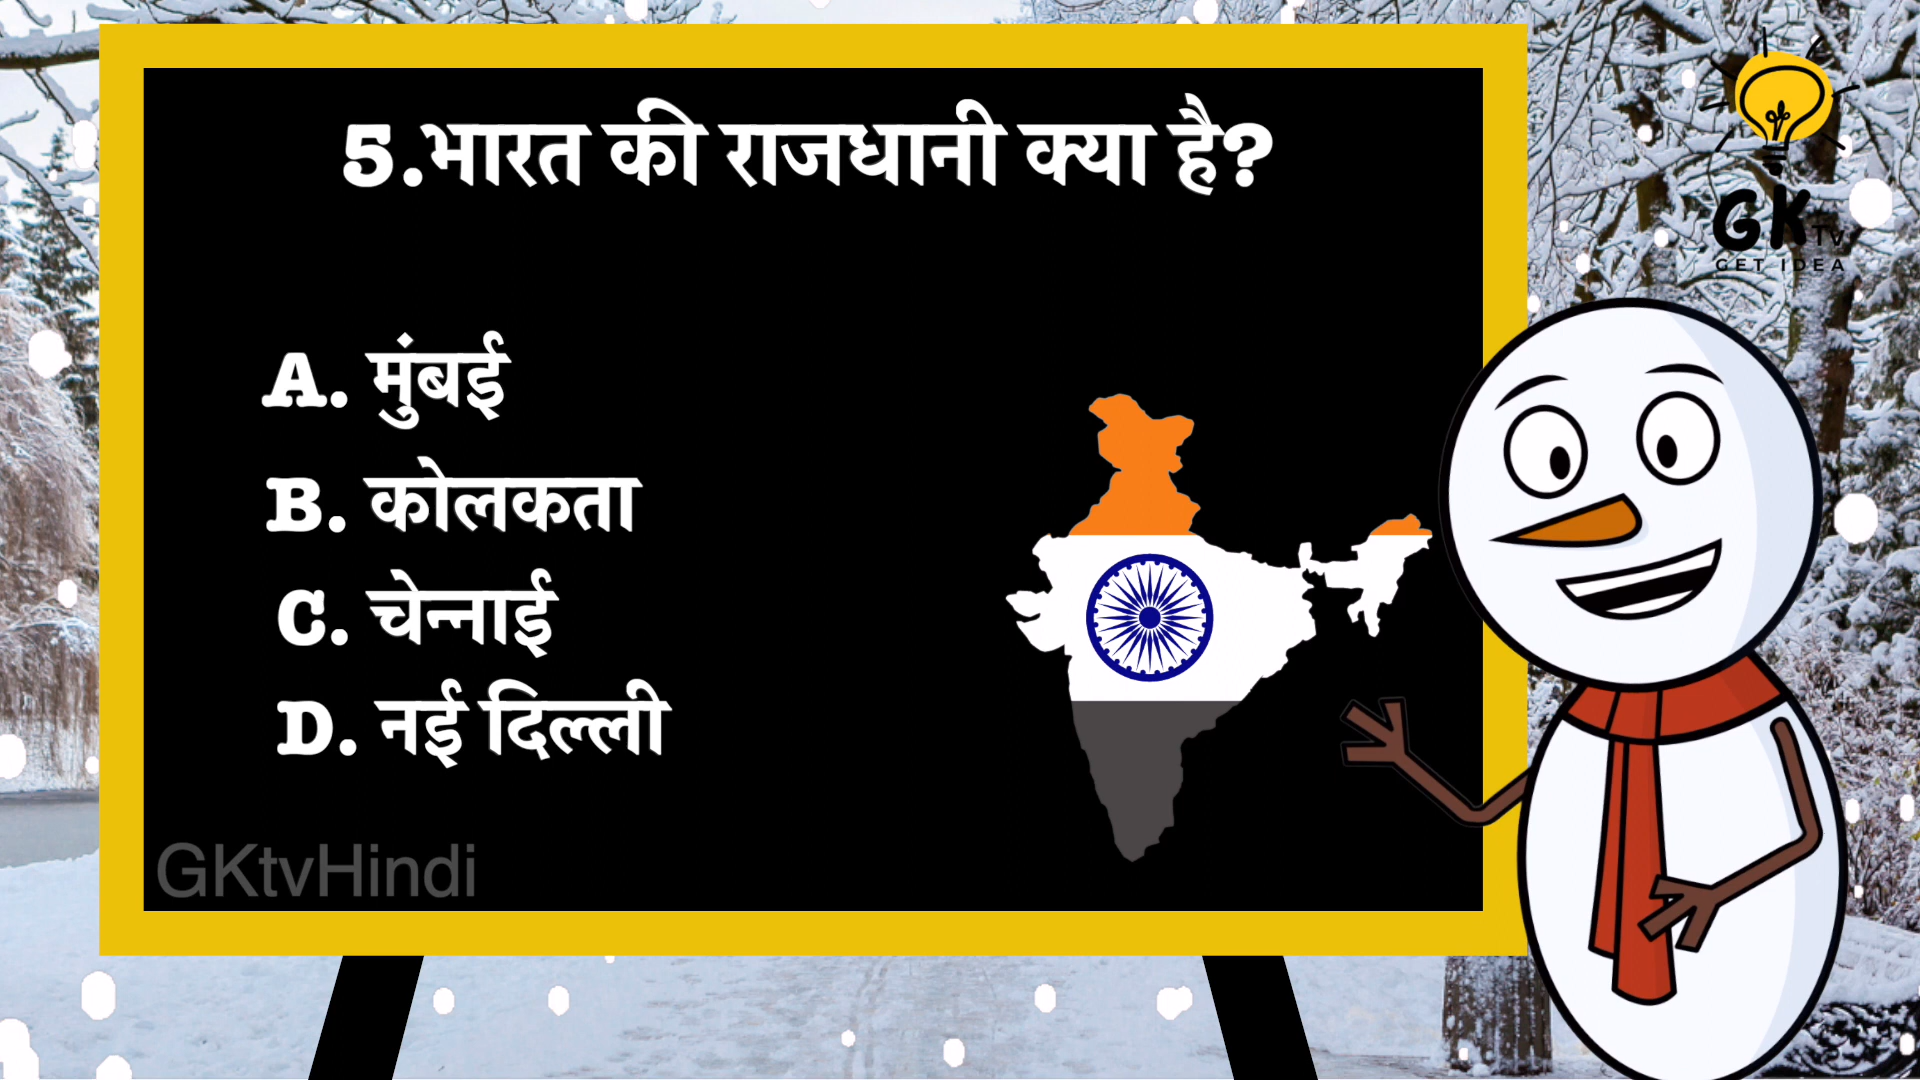 5.भारत की राजधानी क्या है?
A. मुंबई
B. कोलकता
C. चेन्नाई
D. नई दिल्ली
GKtvHindi
GK TV
GET IDEA